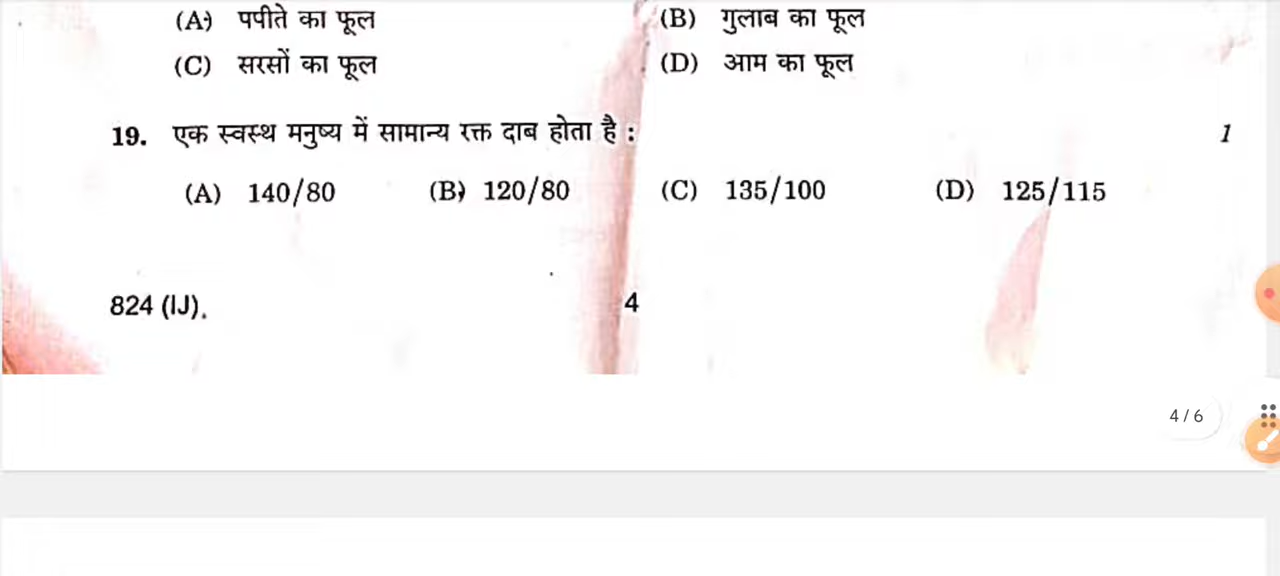 (A) पपीते का फूल (B) गुलाब का फूल
(C) सरसों का फूल (D) आम का फूल
19. एक स्वस्थ मनुष्य में सामान्य रक्त दाब होता है : 1
(A) 140/80 (B) 120/80 (C) 135/100 (D) 125/115
824 (IJ). 4
4 / 6